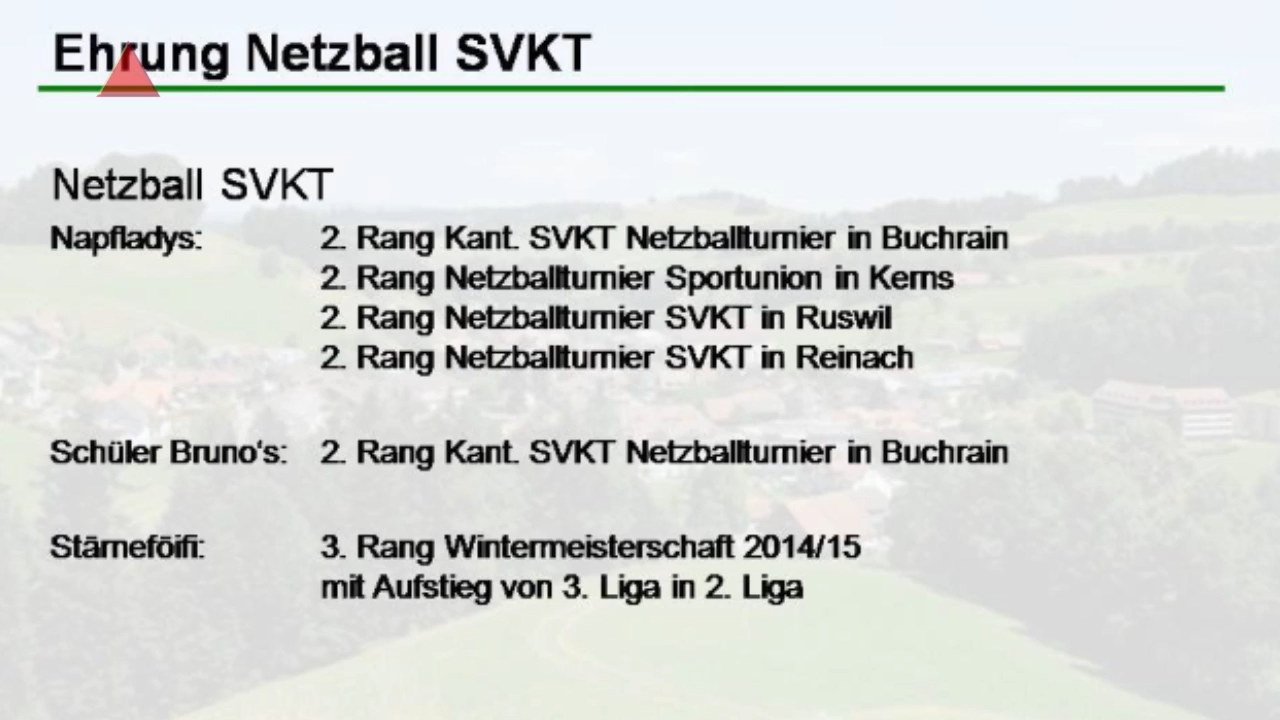 Ehrung Netzball SVKT
Netzball SVKT
Napfladys: 2. Rang Kant. SVKT Netzballturnier in Buchrain
2. Rang Netzballturnier Sportunion in Kerns
2. Rang Netzballturnier SVKT in Ruswil
2. Rang Netzballturnier SVKT in Reinach
Schüler Bruno's: 2. Rang Kant. SVKT Netzballturnier in Buchrain
Stärneföifi: 3. Rang Wintermeisterschaft 2014/15
mit Aufstieg von 3. Liga in 2. Liga